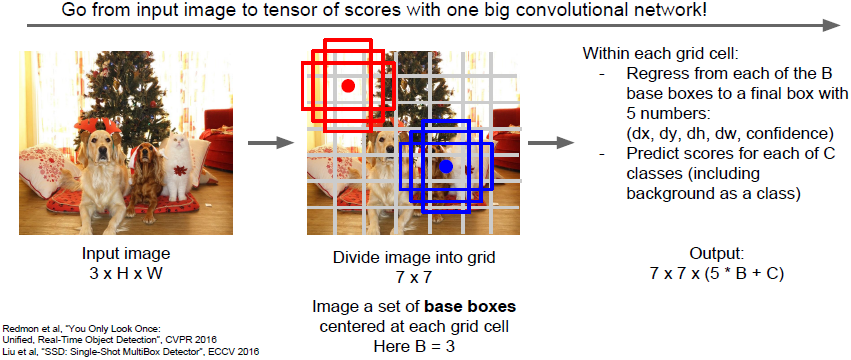 Go from input image to tensor of scores with one big convolutional network!
Input image
3 x H x W
Divide image into grid
7 x 7
Image a set of base boxes
centered at each grid cell
Here B = 3
Within each grid cell:
- Regress from each of the B
base boxes to a final box with
5 numbers:
(dx, dy, dh, dw, confidence)
- Predict scores for each of C
classes (including
background as a class)
Output:
7 x 7 x (5 * B + C)
Redmon et al, "You Only Look Once:
Unified, Real-Time Object Detection", CVPR 2016
Liu et al, "SSD: Single-Shot MultiBox Detector", ECCV 2016